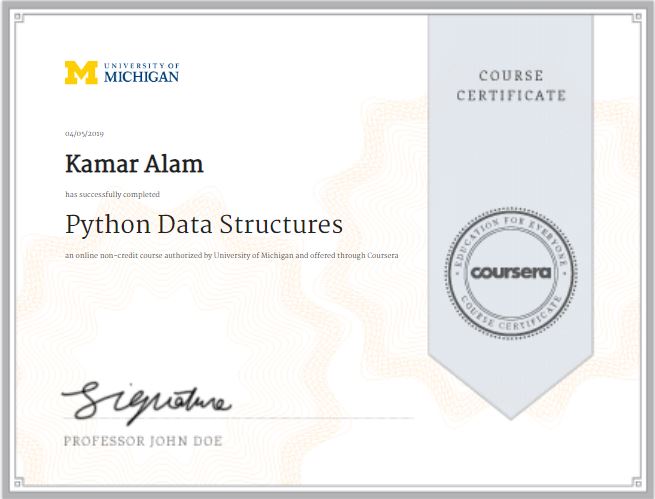 UNIVERSITY OF
MICHIGAN
COURSE
CERTIFICATE
04/05/2019
Kamar Alam
has successfully completed
Python Data Structures
an online non-credit course authorized by University of Michigan and offered through Coursera
EDUCATION FOR EVERYONE
coursera
COURSE CERTIFICATE
Signature
PROFESSOR JOHN DOE